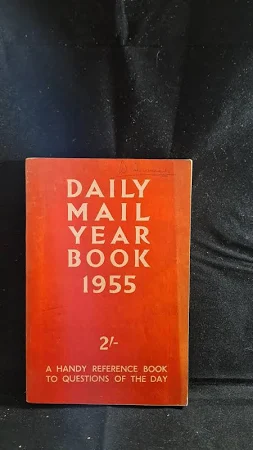 DAILY
MAIL
YEAR
BOOK
1955
2/-
A HANDY REFERENCE BOOK
TO QUESTIONS OF THE DAY